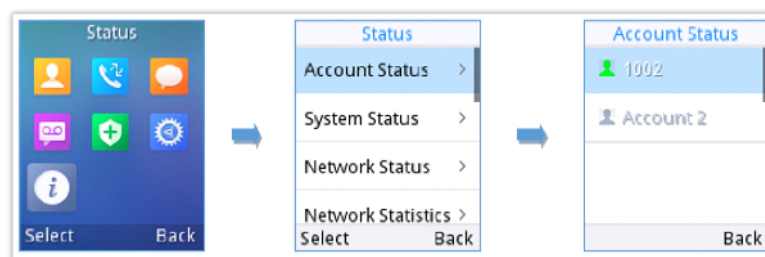 Status
Select Back
Status
Account Status
System Status
Network Status
Network Statistics
Select Back
Account Status
1002
Account 2
Back